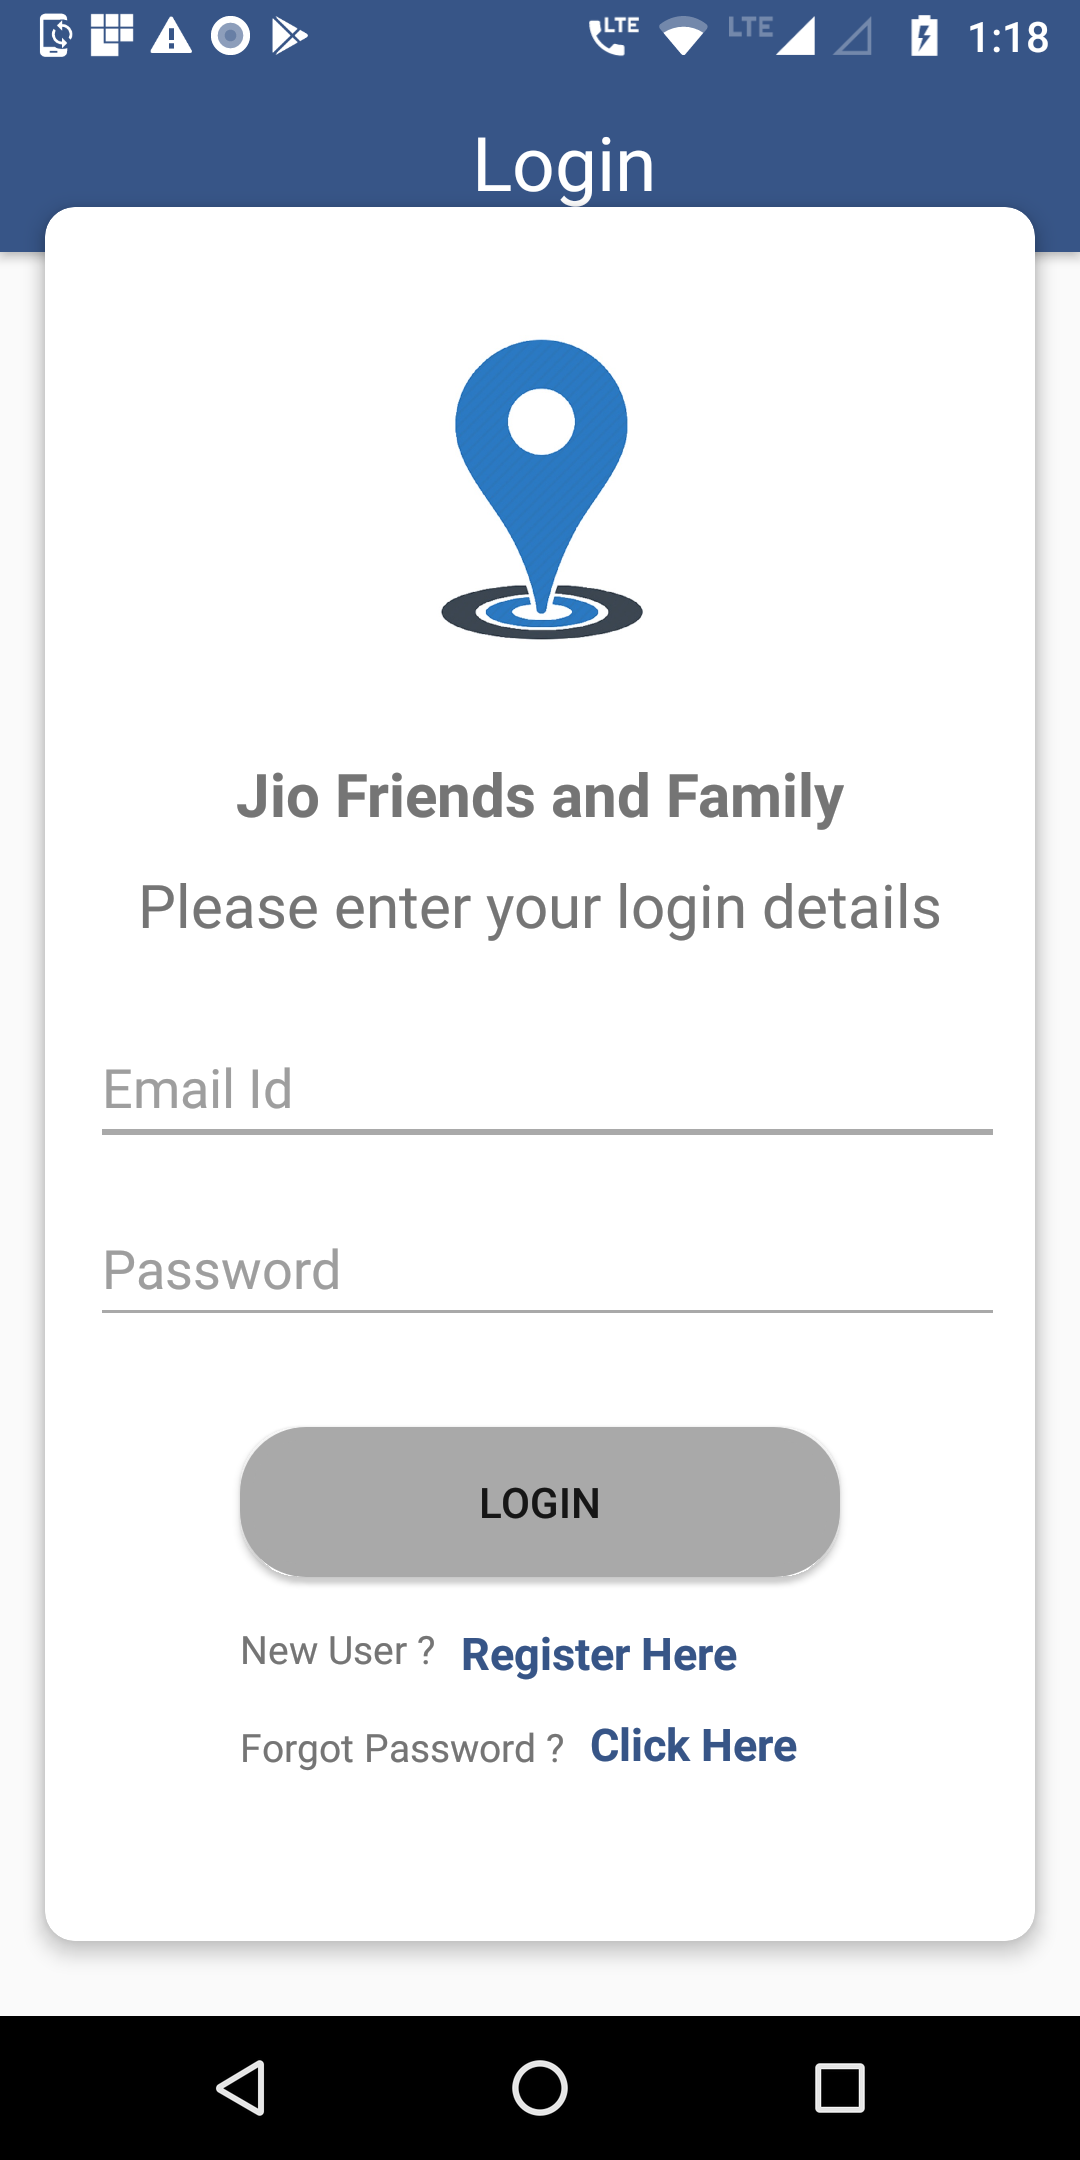 LTE LTE 1:18
Login
Jio Friends and Family
Please enter your login details
Email Id
Password
LOGIN
New User ? Register Here
Forgot Password ? Click Here